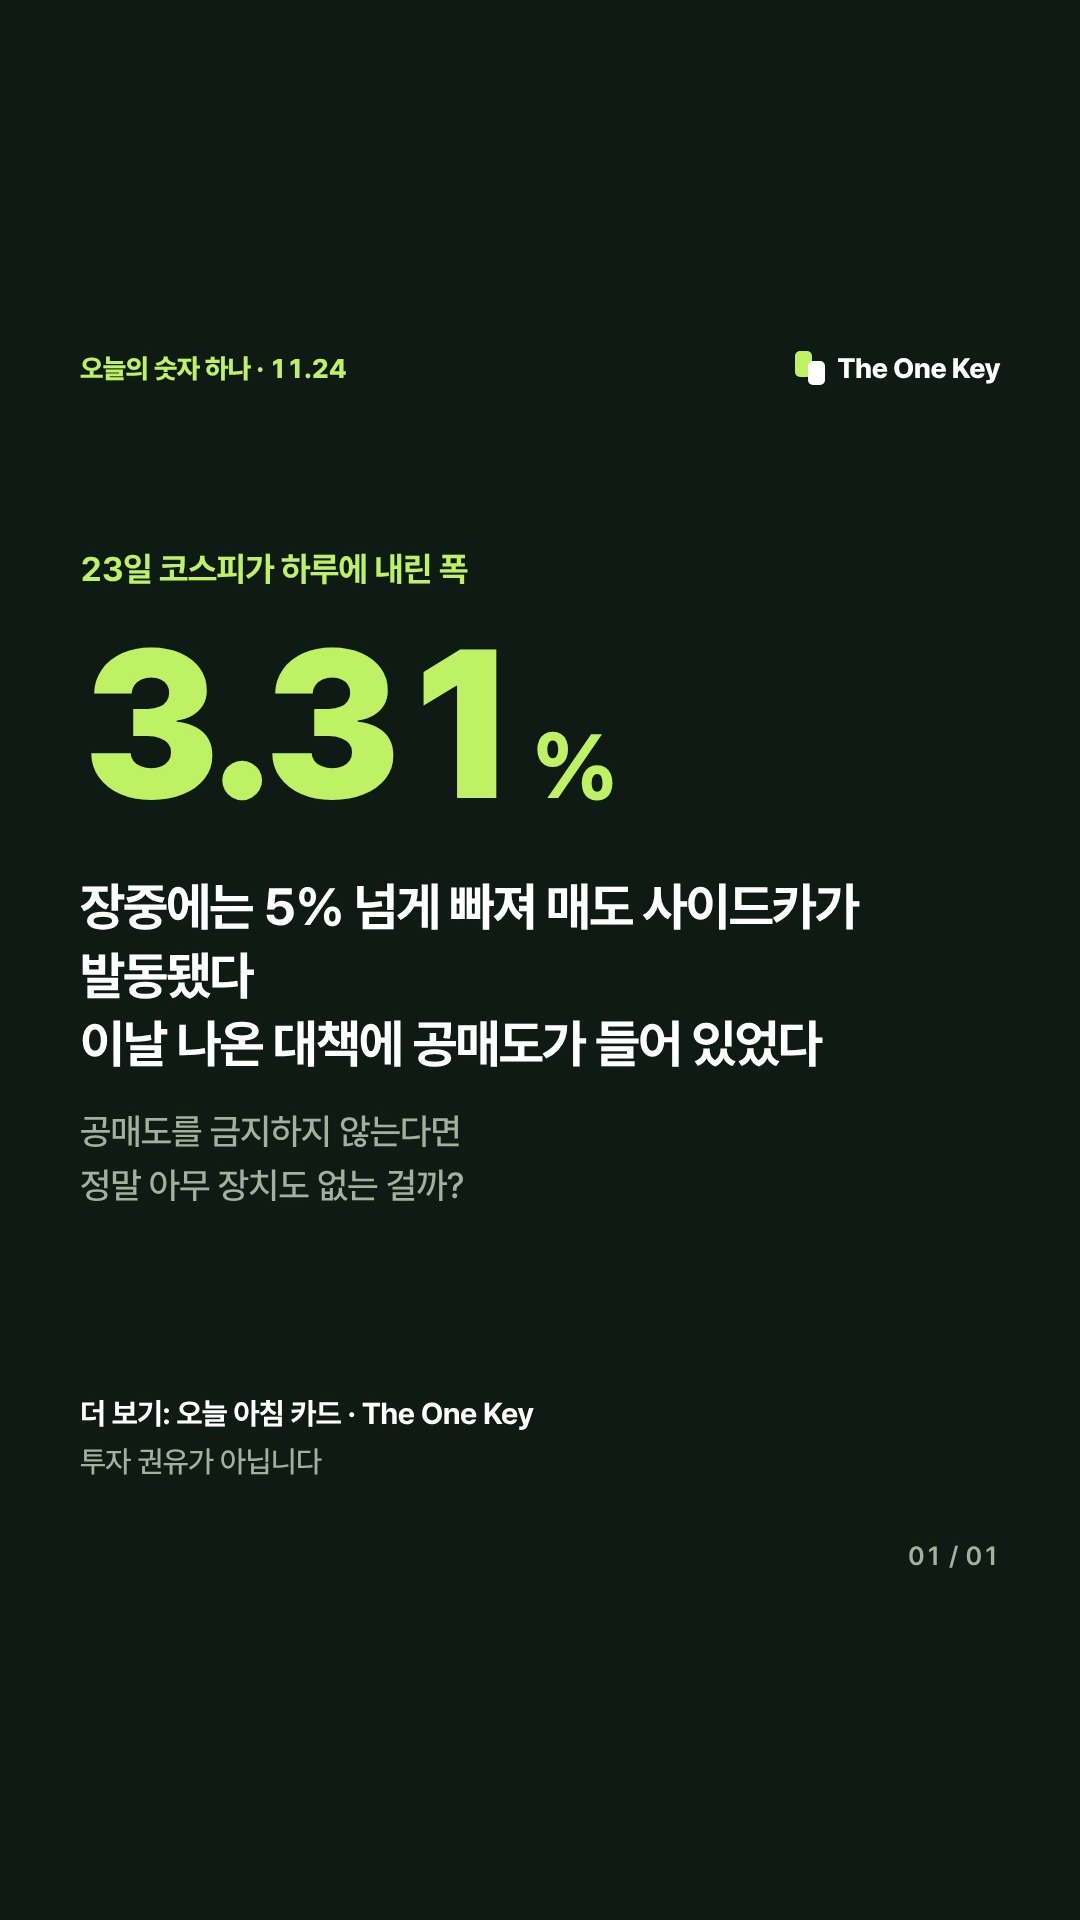 오늘의 숫자 하나 · 11.24
The One Key
23일 코스피가 하루에 내린 폭
3.31%
장중에는 5% 넘게 빠져 매도 사이드카가
발동됐다
이날 나온 대책에 공매도가 들어 있었다
공매도를 금지하지 않는다면
정말 아무 장치도 없는 걸까?
더 보기: 오늘 아침 카드 · The One Key
투자 권유가 아닙니다
01 / 01